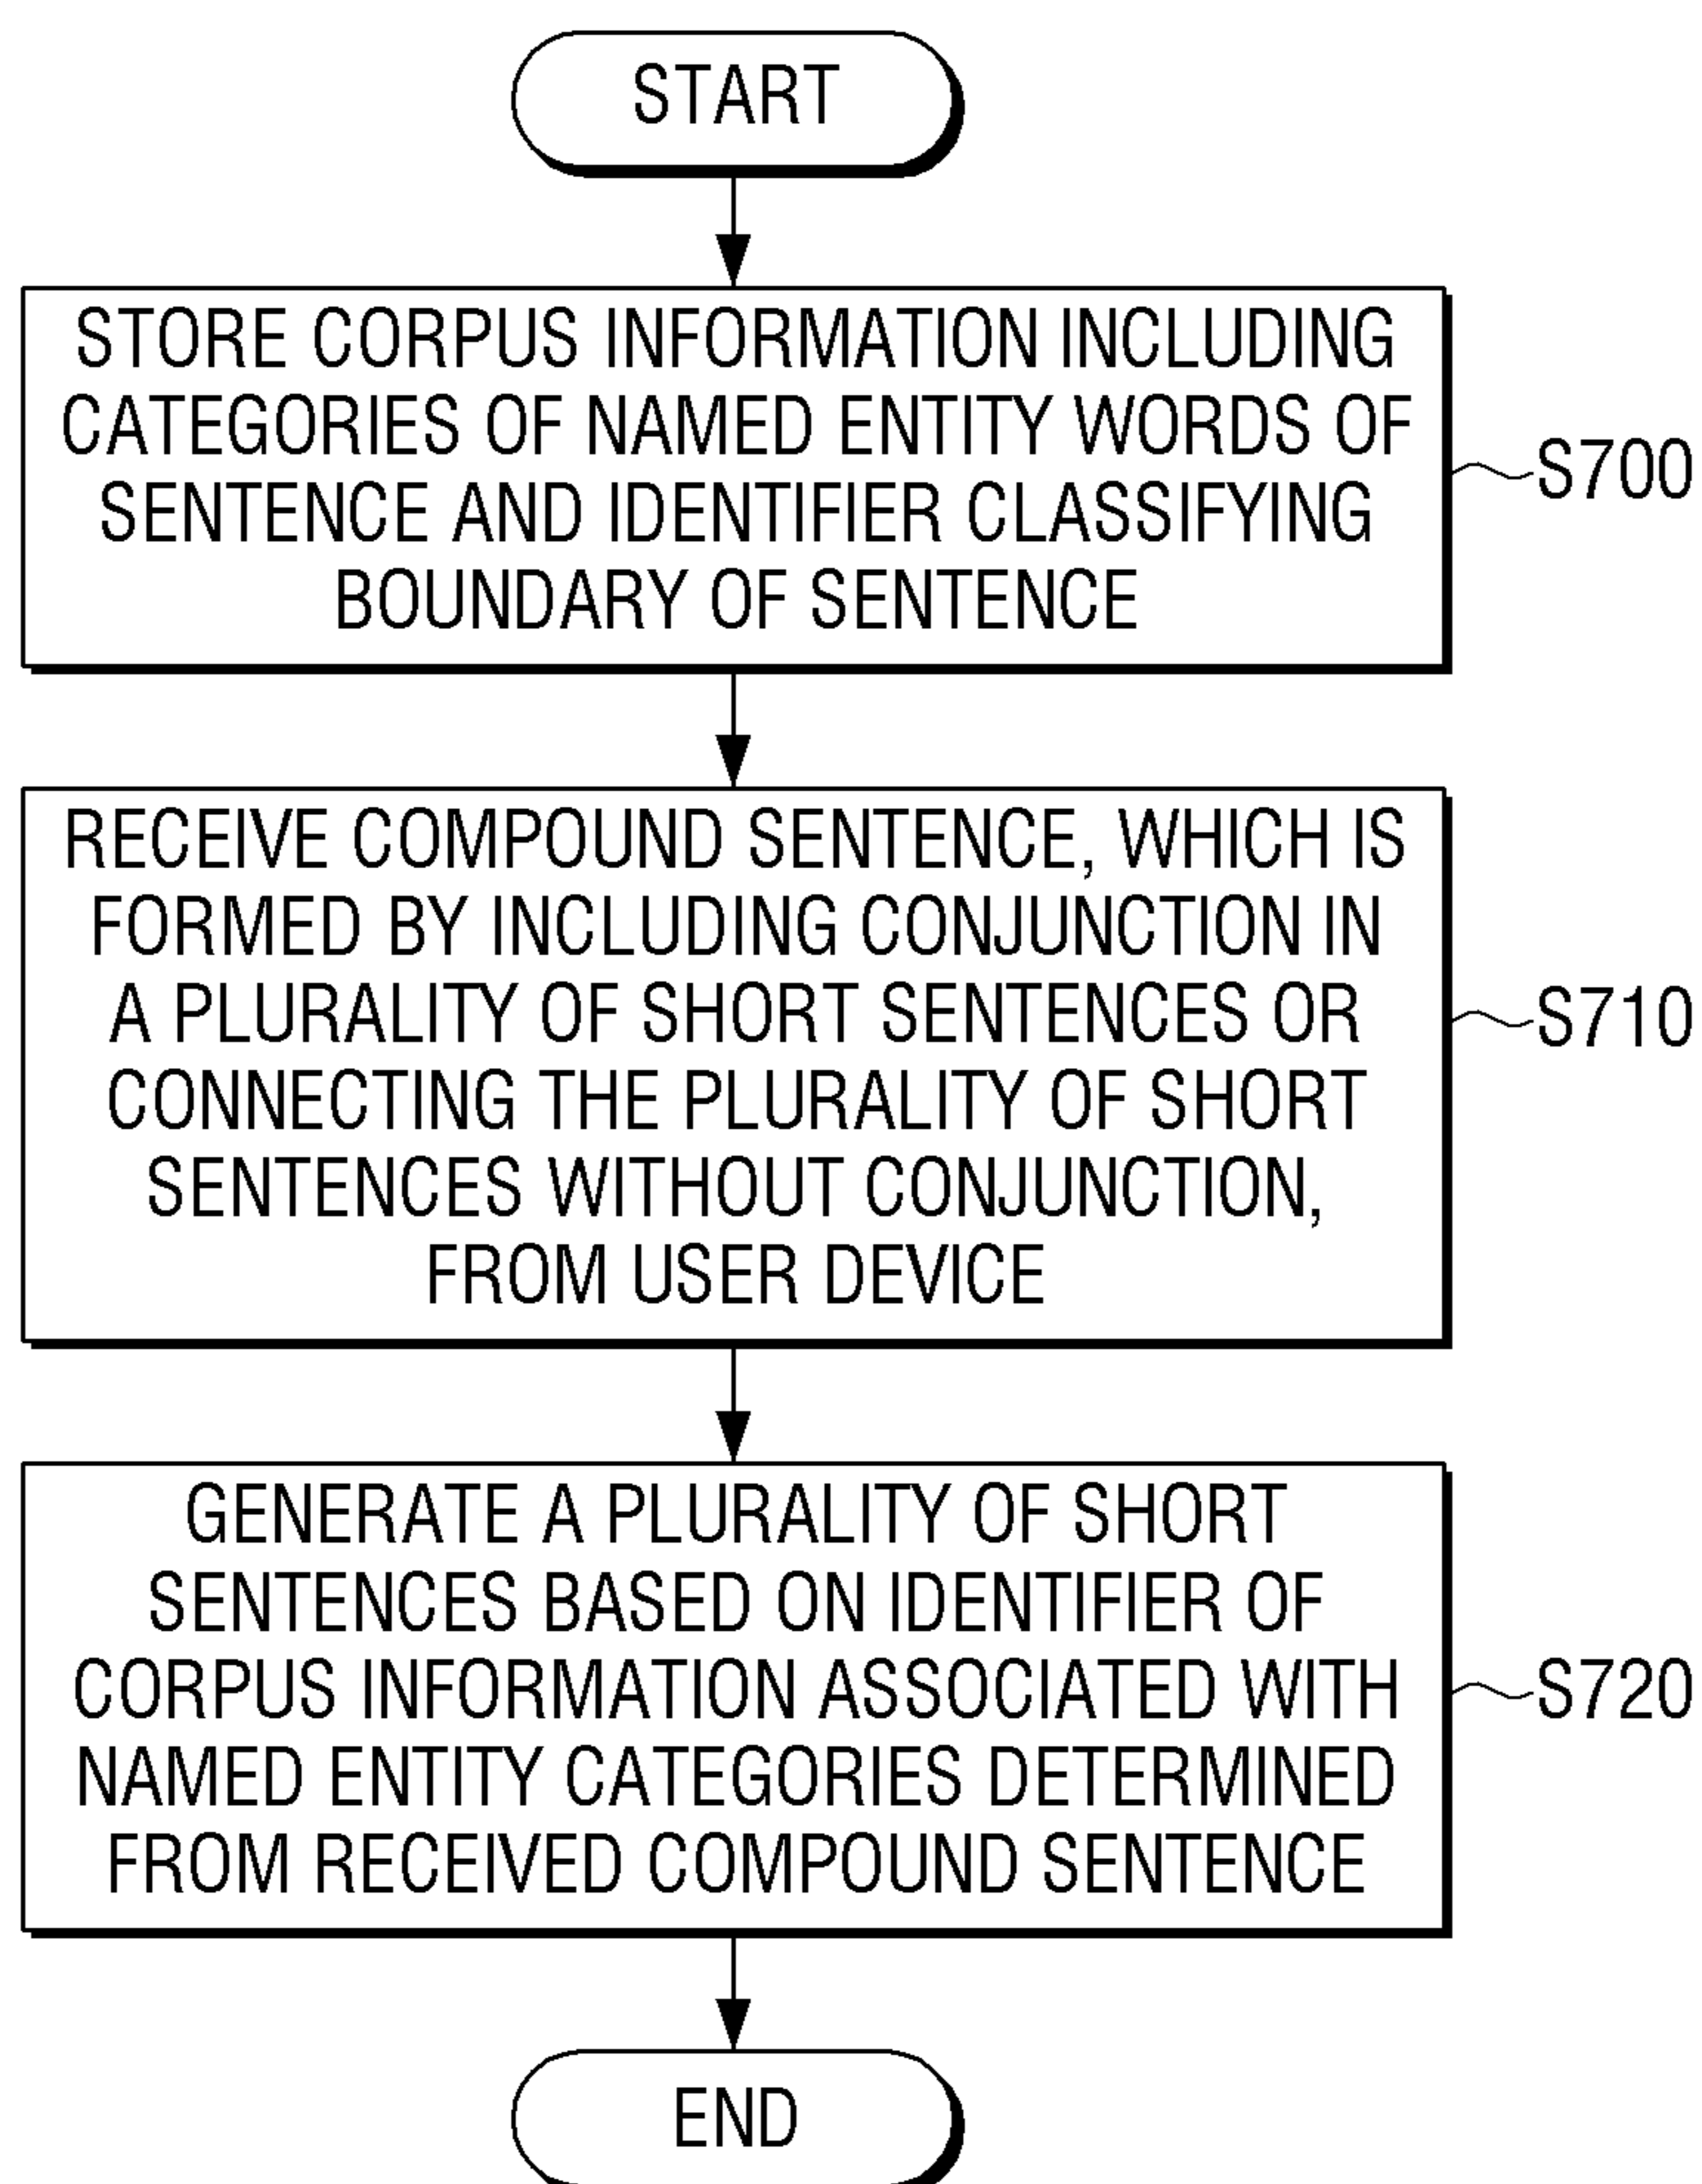 START
STORE CORPUS INFORMATION INCLUDING
CATEGORIES OF NAMED ENTITY WORDS OF
SENTENCE AND IDENTIFIER CLASSIFYING
BOUNDARY OF SENTENCE
S700
RECEIVE COMPOUND SENTENCE, WHICH IS
FORMED BY INCLUDING CONJUNCTION IN
A PLURALITY OF SHORT SENTENCES OR
CONNECTING THE PLURALITY OF SHORT
SENTENCES WITHOUT CONJUNCTION,
FROM USER DEVICE
S710
GENERATE A PLURALITY OF SHORT
SENTENCES BASED ON IDENTIFIER OF
CORPUS INFORMATION ASSOCIATED WITH
NAMED ENTITY CATEGORIES DETERMINED
FROM RECEIVED COMPOUND SENTENCE
S720
END